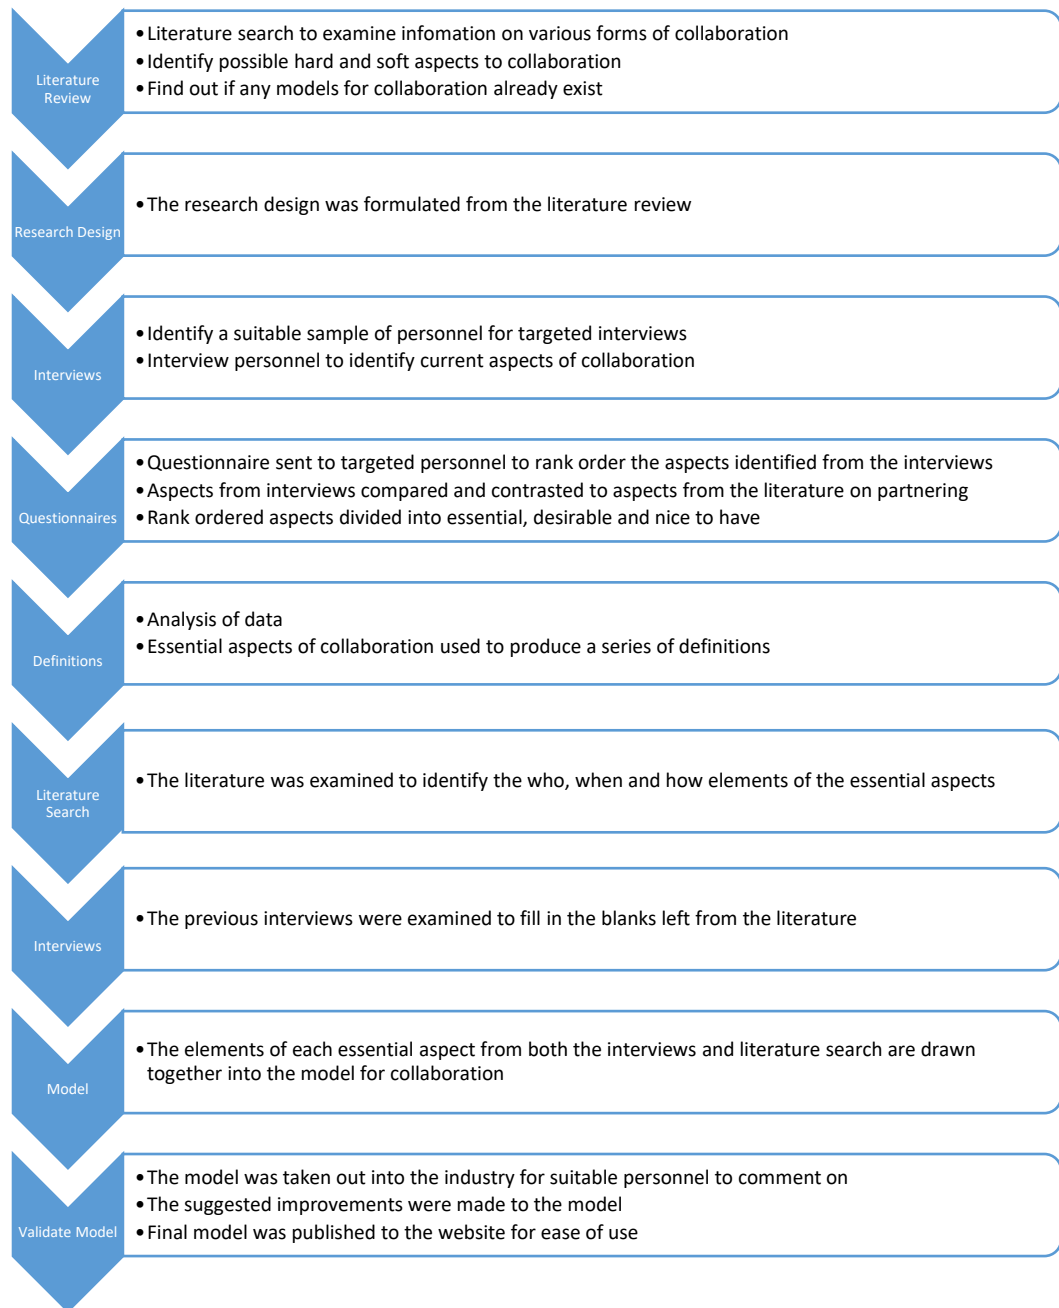 Literature
Review
•Literature search to examine infomation on various forms of collaboration
•Identify possible hard and soft aspects to collaboration
•Find out if any models for collaboration already exist
Research Design
•The research design was formulated from the literature review
Interviews
•Identify a suitable sample of personnel for targeted interviews
•Interview personnel to identify current aspects of collaboration
Questionnaires
•Questionnaire sent to targeted personnel to rank order the aspects identified from the interviews
•Aspects from interviews compared and contrasted to aspects from the literature on partnering
•Rank ordered aspects divided into essential, desirable and nice to have
Definitions
•Analysis of data
•Essential aspects of collaboration used to produce a series of definitions
Literature
Search
•The literature was examined to identify the who, when and how elements of the essential aspects
Interviews
•The previous interviews were examined to fill in the blanks left from the literature
Model
•The elements of each essential aspect from both the interviews and literature search are drawn
together into the model for collaboration
Validate Model
•The model was taken out into the industry for suitable personnel to comment on
•The suggested improvements were made to the model
•Final model was published to the website for ease of use